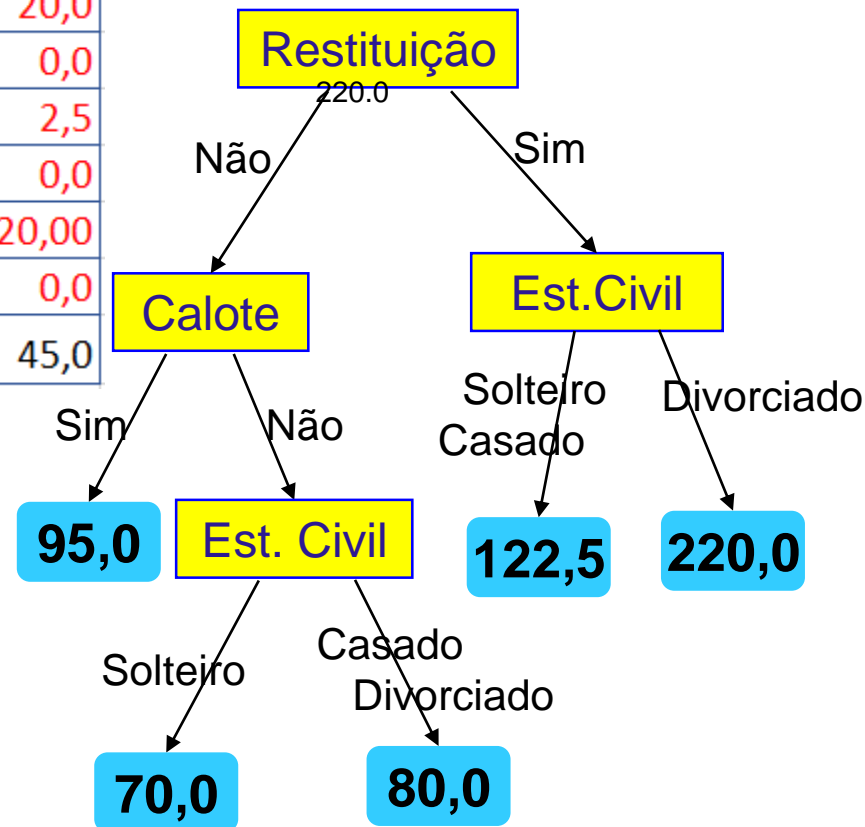 20,0
0,0
2,5
0,0
20,00
0,0
45,0
Restituição
220.0
Não
Sim
Calote
Est.Civil
Sim
Não
Solteiro
Casado
Divorciado
95,0
Est. Civil
122,5
220,0
Solteiro
Casado
Divorciado
70,0
80,0